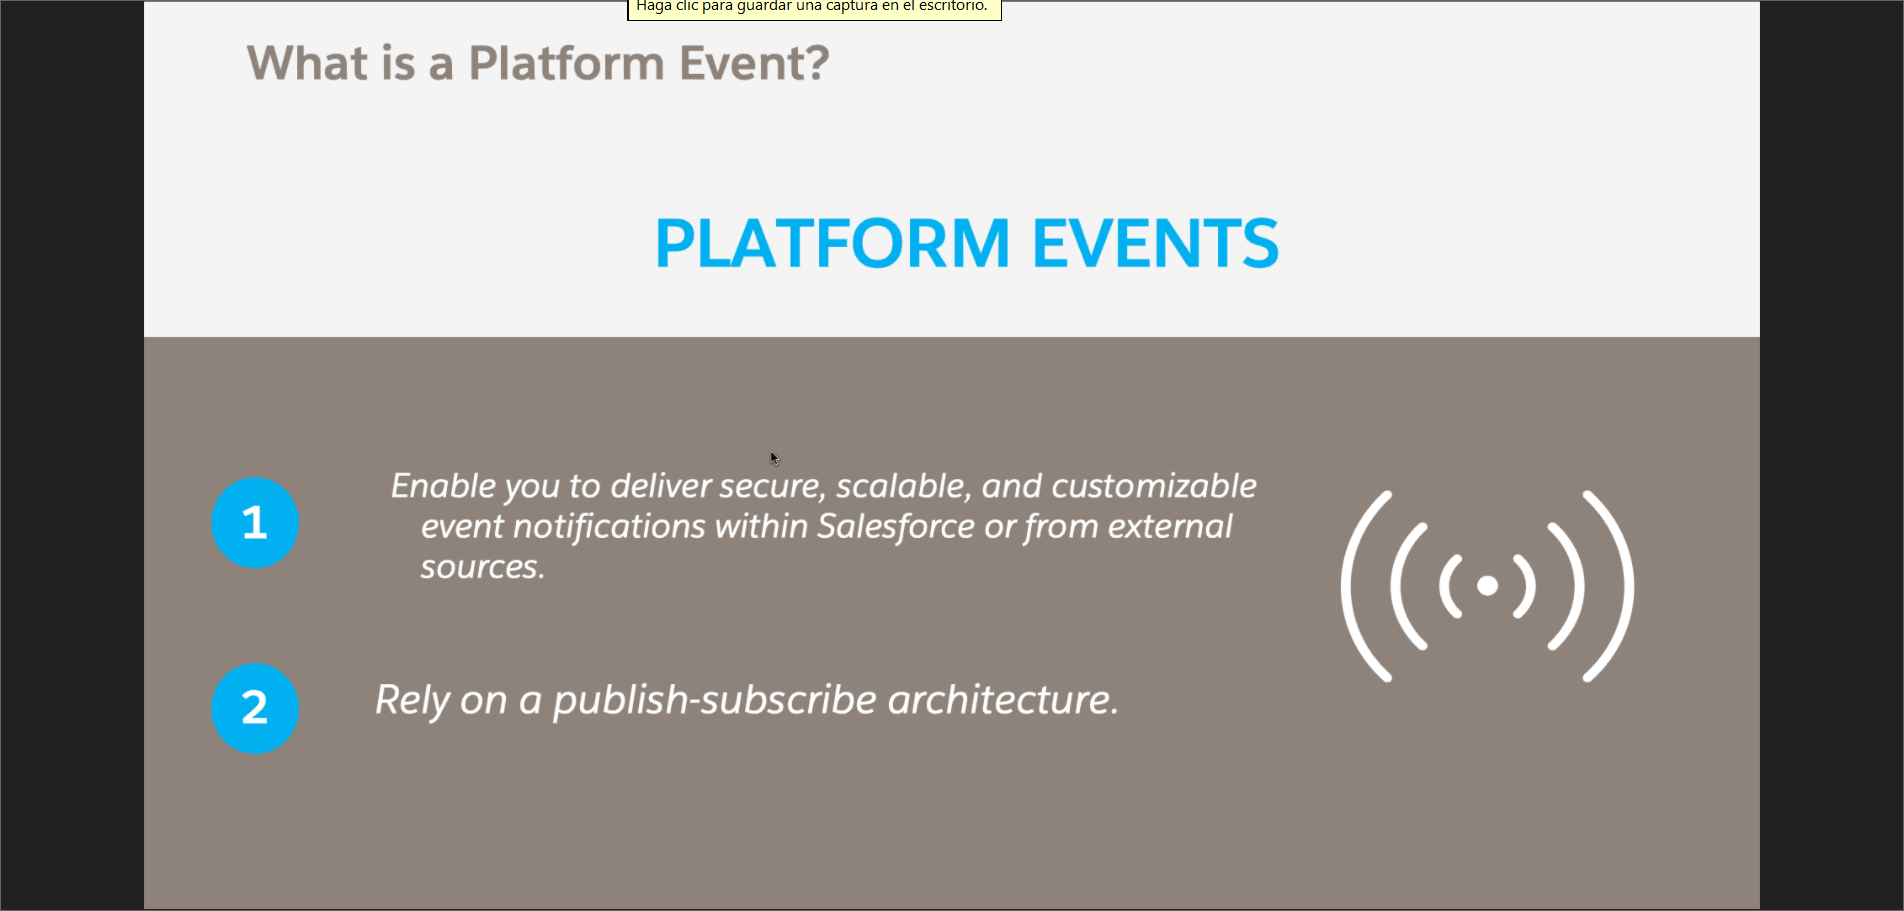 Haga clic para guardar una captura en el escritorio.
What is a Platform Event?
PLATFORM EVENTS
1
Enable you to deliver secure, scalable, and customizable
event notifications within Salesforce or from external
sources.
2
Rely on a publish-subscribe architecture.